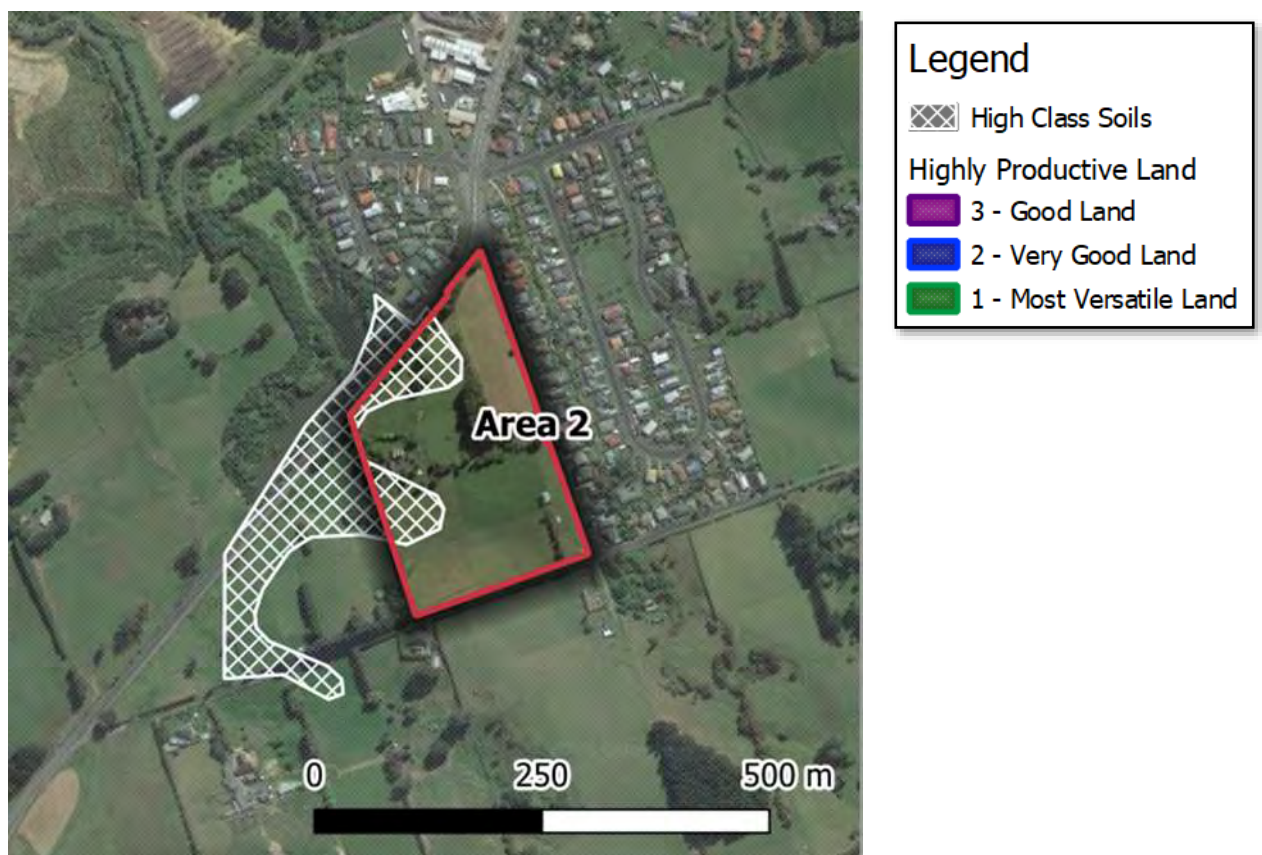 Area 2
0 250 500 m
Legend
High Class Soils
Highly Productive Land
3 - Good Land
2 - Very Good Land
1 - Most Versatile Land